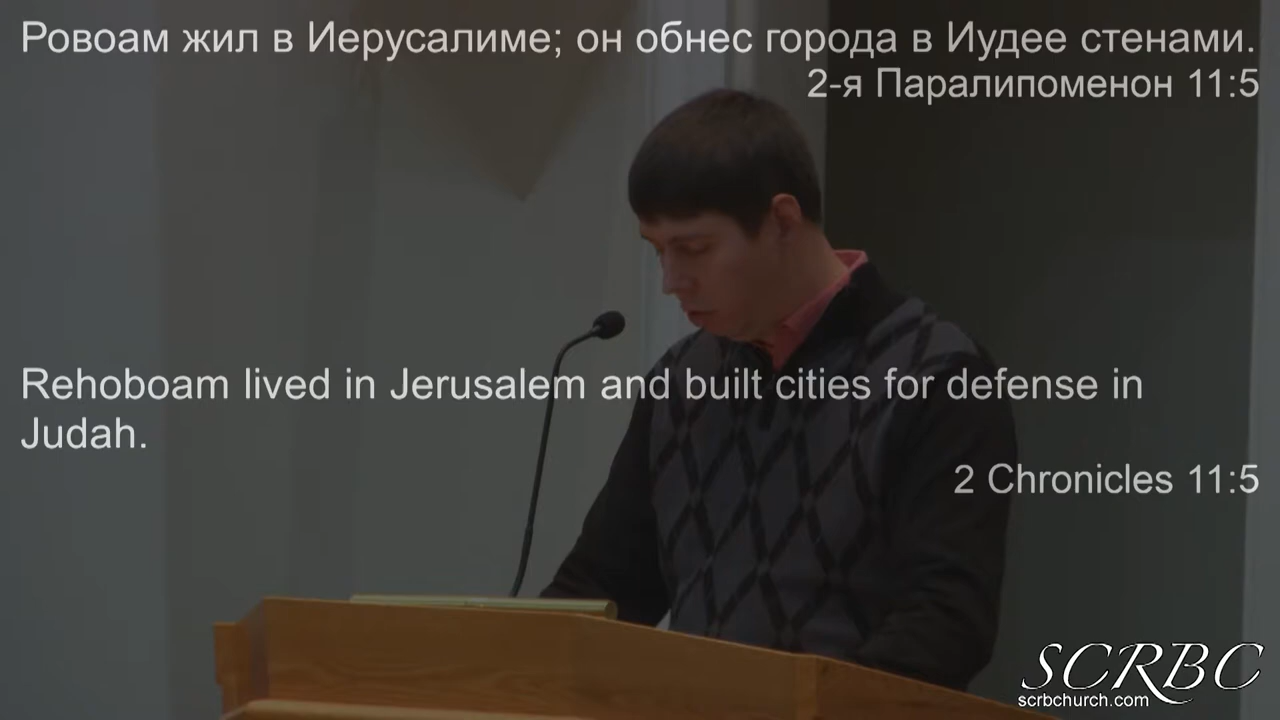 Ровоам жил в Иерусалиме; он обнес города в Иудее стенами.
2-я Паралипоменон 11:5
Rehoboam lived in Jerusalem and built cities for defense in
Judah.
2 Chronicles 11:5
SCRBC
scrbchurch.com